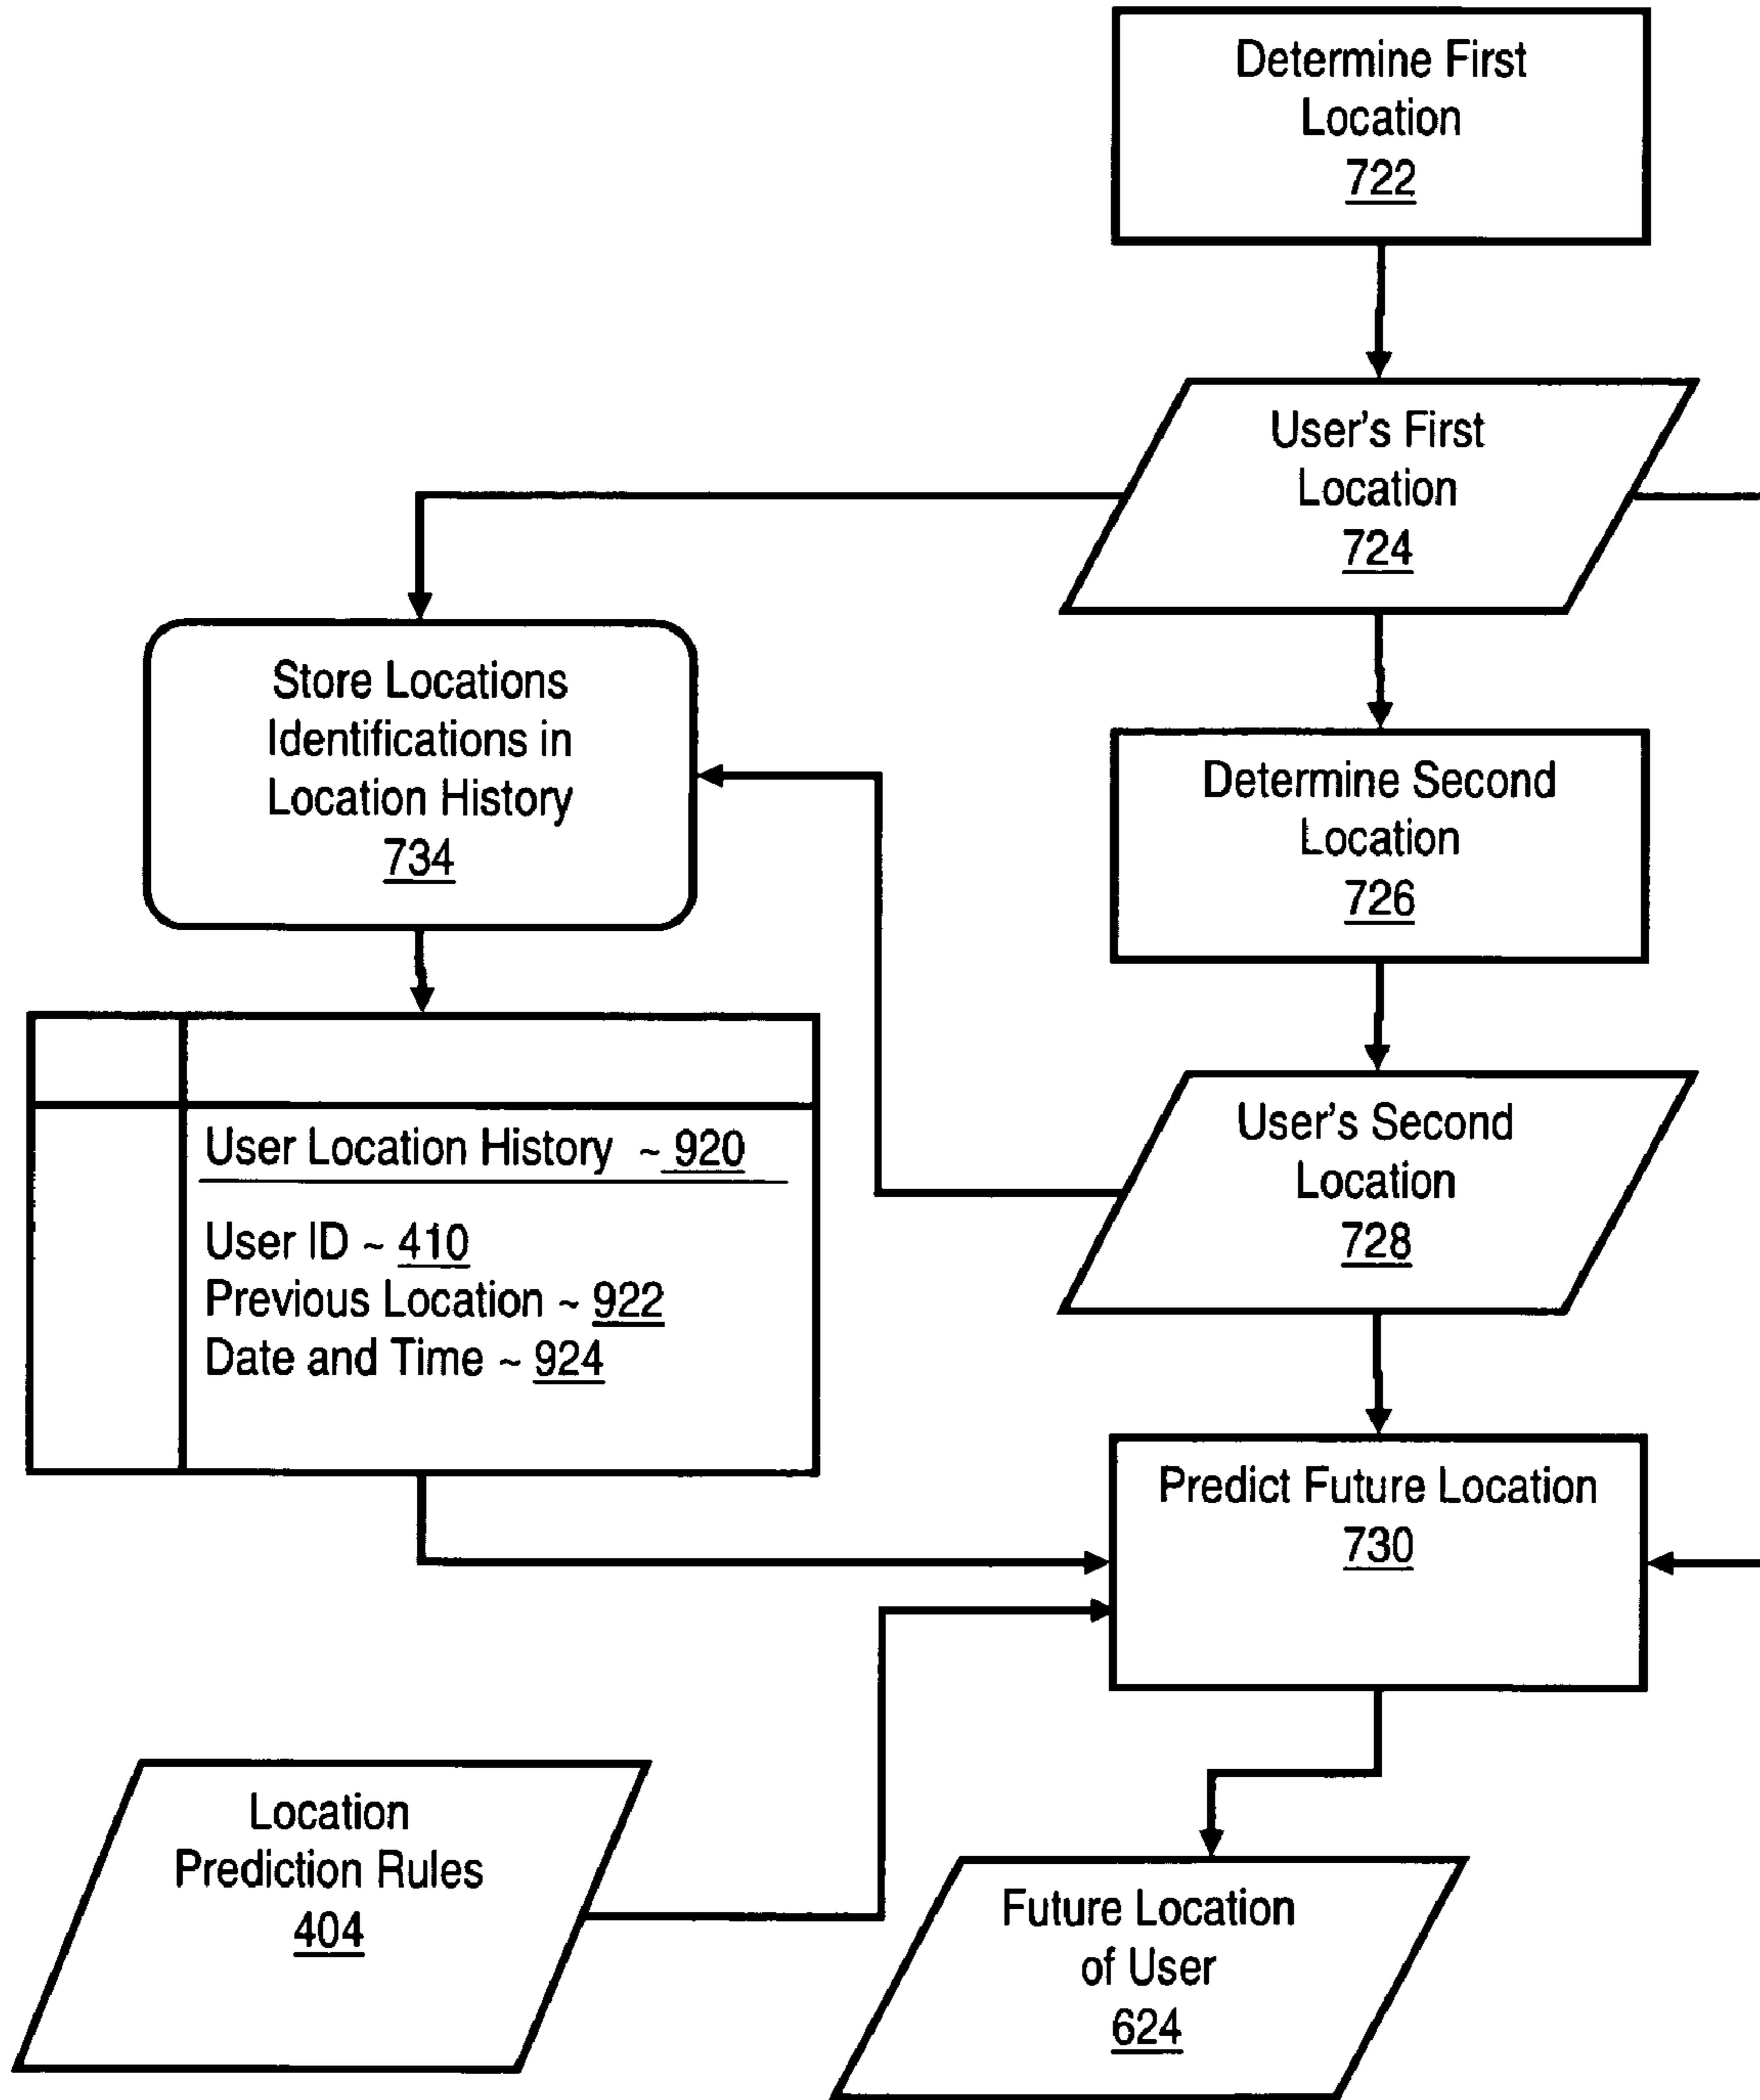 Determine First
Location
722
User's First
Location
724
Store Locations
Identifications in
Location History
734
Determine Second
Location
726
User Location History ~ 920
User ID ~ 410
Previous Location ~ 922
Date and Time ~ 924
User's Second
Location
728
Predict Future Location
730
Location
Prediction Rules
404
Future Location
of User
624